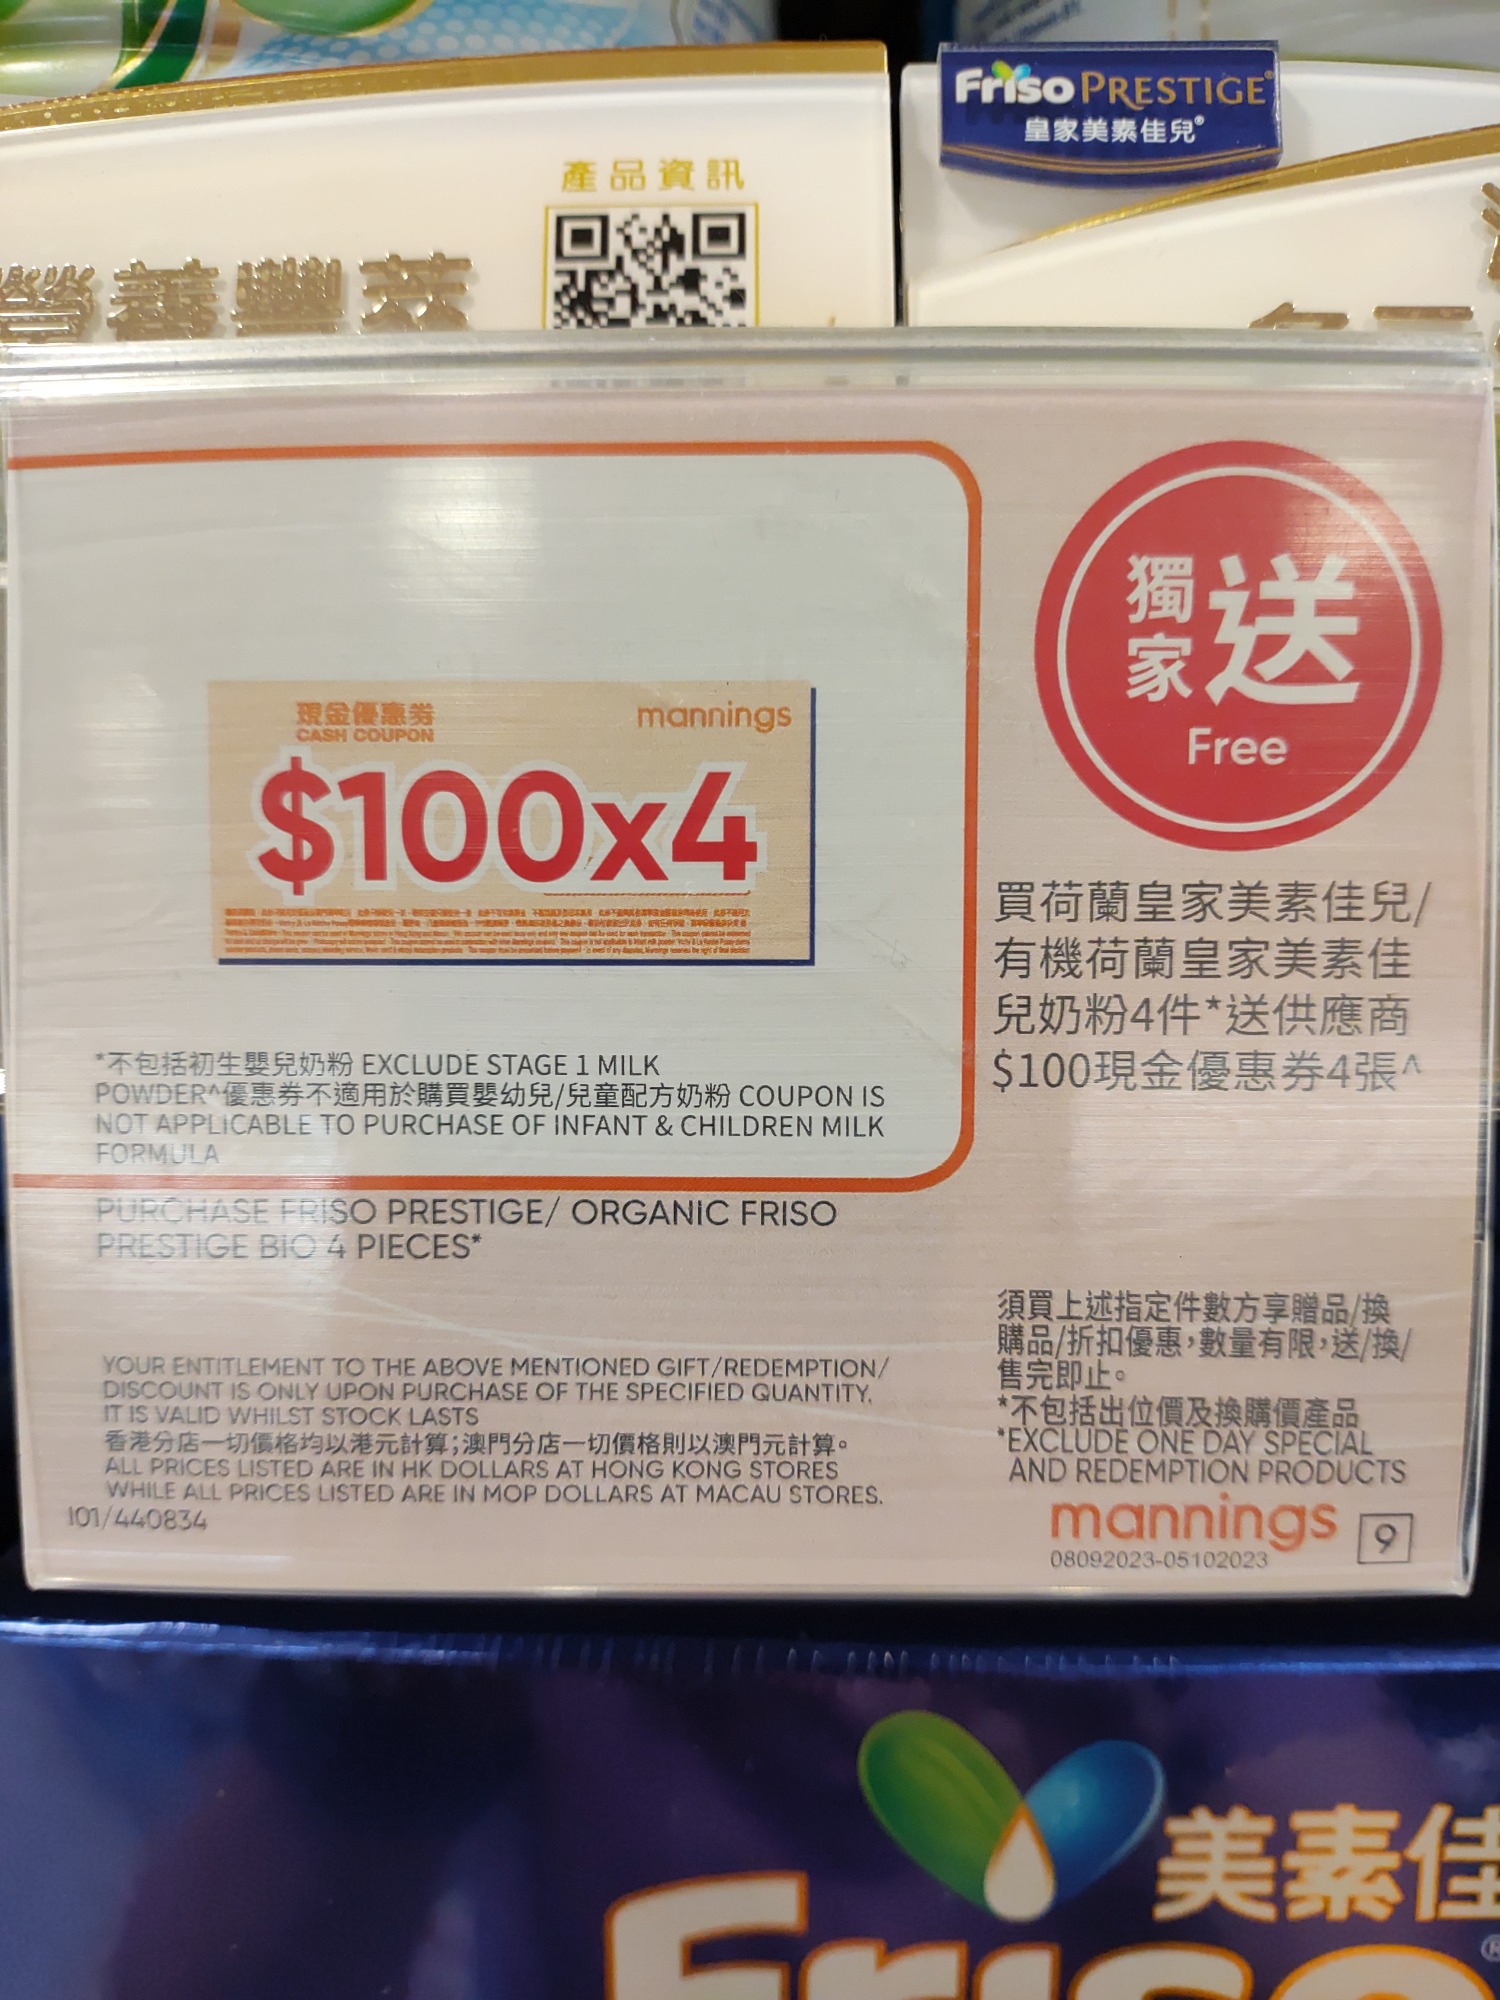 Friso PRESTIGE®
皇家美素佳兒®
產品資訊
營養豐萃
獨家送
Free
現金優惠券
CASH COUPON
mannings
$100x4
買荷蘭皇家美素佳兒/
有機荷蘭皇家美素佳
兒奶粉4件*送供應商
$100現金優惠券4張^
*不包括初生嬰兒奶粉 EXCLUDE STAGE 1 MILK
POWDER^優惠券不適用於購買嬰幼兒/兒童配方奶粉 COUPON IS
NOT APPLICABLE TO PURCHASE OF INFANT & CHILDREN MILK
FORMULA
PURCHASE FRISO PRESTIGE/ ORGANIC FRISO
PRESTIGE BIO 4 PIECES*
須買上述指定件數方享贈品/換
購品/折扣優惠，數量有限，送/換/
售完即止。
*不包括出位價及換購價產品
*EXCLUDE ONE DAY SPECIAL
AND REDEMPTION PRODUCTS
YOUR ENTITLEMENT TO THE ABOVE MENTIONED GIFT/REDEMPTION/
DISCOUNT IS ONLY UPON PURCHASE OF THE SPECIFIED QUANTITY.
IT IS VALID WHILST STOCK LASTS
香港分店一切價格均以港元計算；澳門分店一切價格則以澳門元計算。
ALL PRICES LISTED ARE IN HK DOLLARS AT HONG KONG STORES
WHILE ALL PRICES LISTED ARE IN MOP DOLLARS AT MACAU STORES.
I01/440834
mannings
9
08092023-05102023
美素佳
Friso